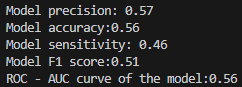 Model precision: 0.57
Model accuracy:0.56
Model sensitivity: 0.46
Model F1 score:0.51
ROC - AUC curve of the model:0.56